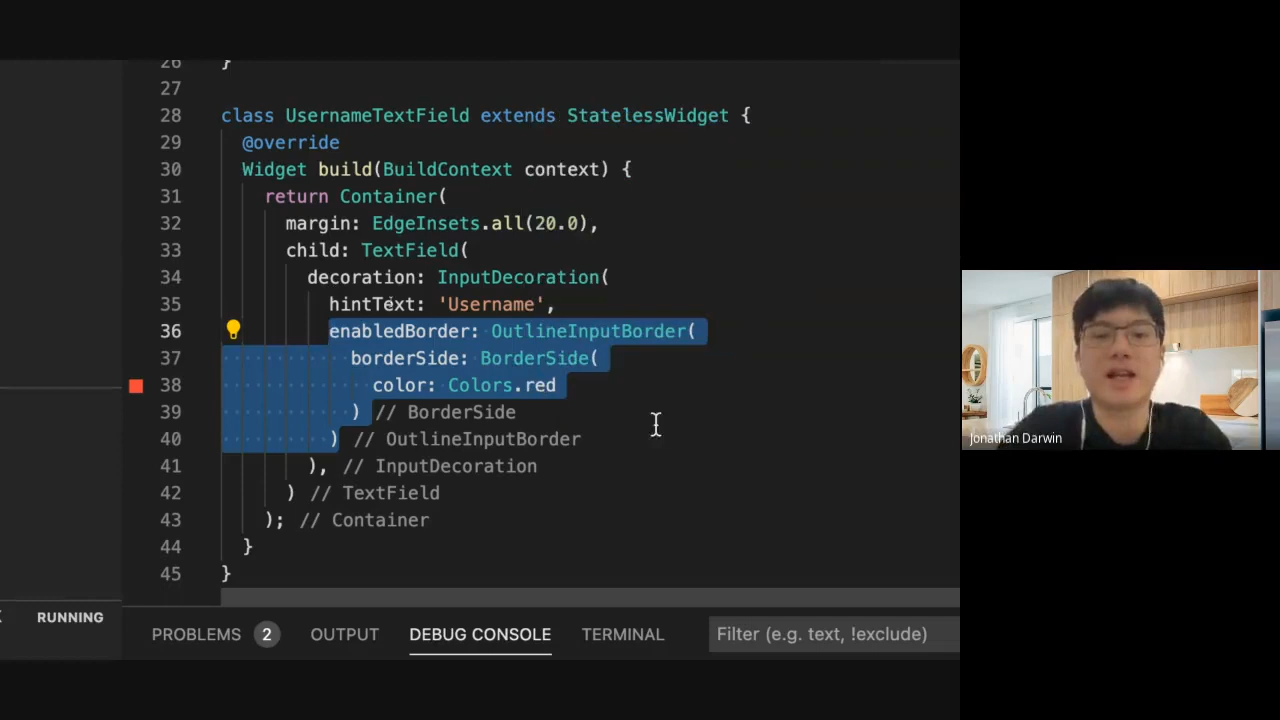 26 }
27
28 class UsernameTextField extends StatelessWidget {
29 @override
30 Widget build(BuildContext context) {
31 return Container(
32 margin: EdgeInsets.all(20.0),
33 child: TextField(
34 decoration: InputDecoration(
35 hintText: 'Username',
36 enabledBorder: OutlineInputBorder(
37 borderSide: BorderSide(
38 color: Colors.red
39 ) // BorderSide
40 ) // OutlineInputBorder
41 ), // InputDecoration
42 ) // TextField
43 ); // Container
44 }
45 }
RUNNING
PROBLEMS 2 OUTPUT DEBUG CONSOLE TERMINAL Filter (e.g. text, !exclude)
Jonathan Darwin